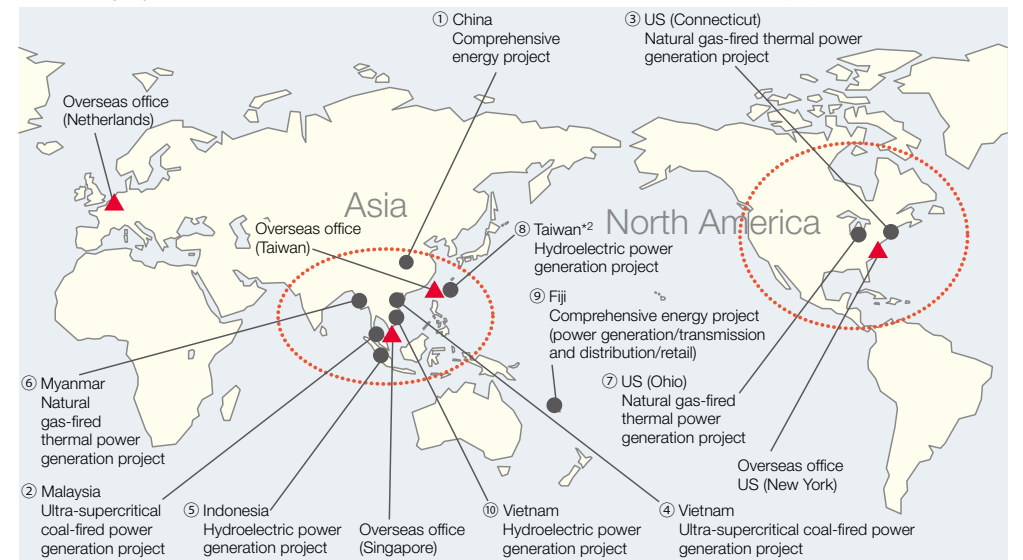 ① China
Comprehensive
energy project
③ US (Connecticut)
Natural gas-fired thermal power
generation project
Overseas office
(Netherlands)
Asia
North America
Overseas office
(Taiwan)
⑧ Taiwan*2
Hydroelectric power
generation project
⑨ Fiji
Comprehensive energy project
(power generation/transmission
and distribution/retail)
⑦ US (Ohio)
Natural gas-fired
thermal power
generation project
⑥ Myanmar
Natural
gas-fired
thermal power
generation project
Overseas office
US (New York)
② Malaysia
Ultra-supercritical
coal-fired power
generation project
⑤ Indonesia
Hydroelectric power
generation project
Overseas office
(Singapore)
⑩ Vietnam
Hydroelectric power
generation project
④ Vietnam
Ultra-supercritical coal-fired power
generation project